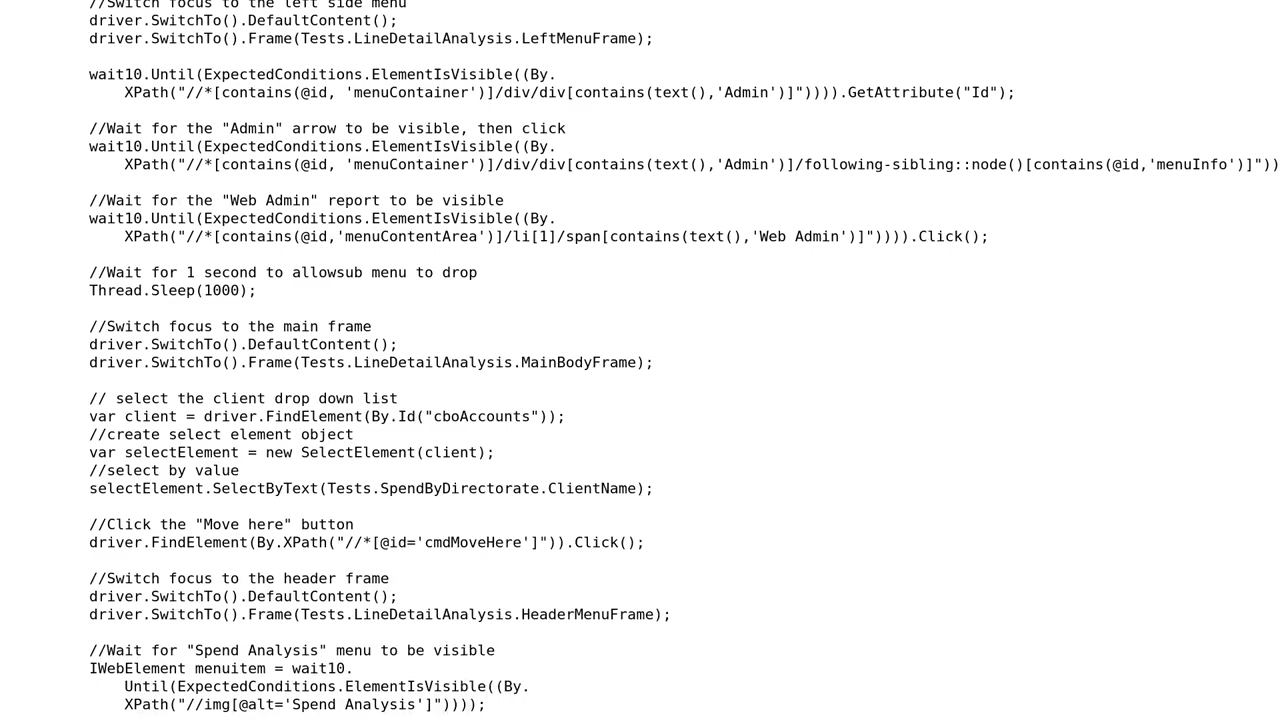 //Switch focus to the left side menu
driver.SwitchTo().DefaultContent();
driver.SwitchTo().Frame(Tests.LineDetailAnalysis.LeftMenuFrame);
wait10.Until(ExpectedConditions.ElementIsVisible((By.
XPath("//*[contains(@id, 'menuContainer')]/div/div[contains(text(),'Admin')]")))).GetAttribute("Id");
//Wait for the "Admin" arrow to be visible, then click
wait10.Until(ExpectedConditions.ElementIsVisible((By.
XPath("//*[contains(@id, 'menuContainer')]/div/div[contains(text(),'Admin')]/following-sibling::node()[contains(@id,'menuInfo')]"))
//Wait for the "Web Admin" report to be visible
wait10.Until(ExpectedConditions.ElementIsVisible((By.
XPath("//*[contains(@id,'menuContentArea')]/li[1]/span[contains(text(),'Web Admin')]")))).Click();
//Wait for 1 second to allowsub menu to drop
Thread.Sleep(1000);
//Switch focus to the main frame
driver.SwitchTo().DefaultContent();
driver.SwitchTo().Frame(Tests.LineDetailAnalysis.MainBodyFrame);
// select the client drop down list
var client = driver.FindElement(By.Id("cboAccounts"));
//create select element object
var selectElement = new SelectElement(client);
//select by value
selectElement.SelectByText(Tests.SpendByDirectorate.ClientName);
//Click the "Move here" button
driver.FindElement(By.XPath("//*[@id='cmdMoveHere']")).Click();
//Switch focus to the header frame
driver.SwitchTo().DefaultContent();
driver.SwitchTo().Frame(Tests.LineDetailAnalysis.HeaderMenuFrame);
//Wait for "Spend Analysis" menu to be visible
IWebElement menuitem = wait10.
Until(ExpectedConditions.ElementIsVisible((By.
XPath("//img[@alt='Spend Analysis']"))));